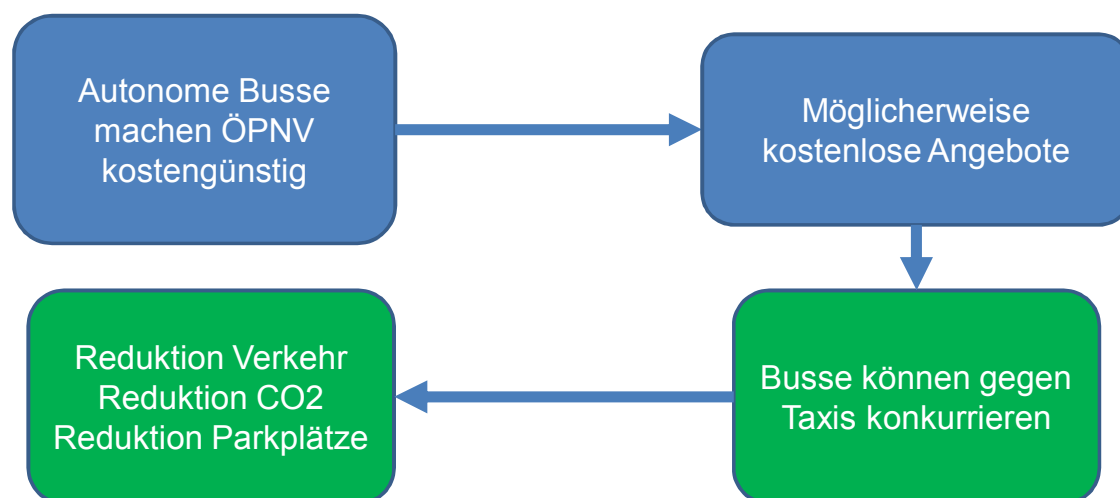 Autonome Busse
machen ÖPNV
kostengünstig
Möglicherweise
kostenlose Angebote
Busse können gegen
Taxis konkurrieren
Reduktion Verkehr
Reduktion CO2
Reduktion Parkplätze